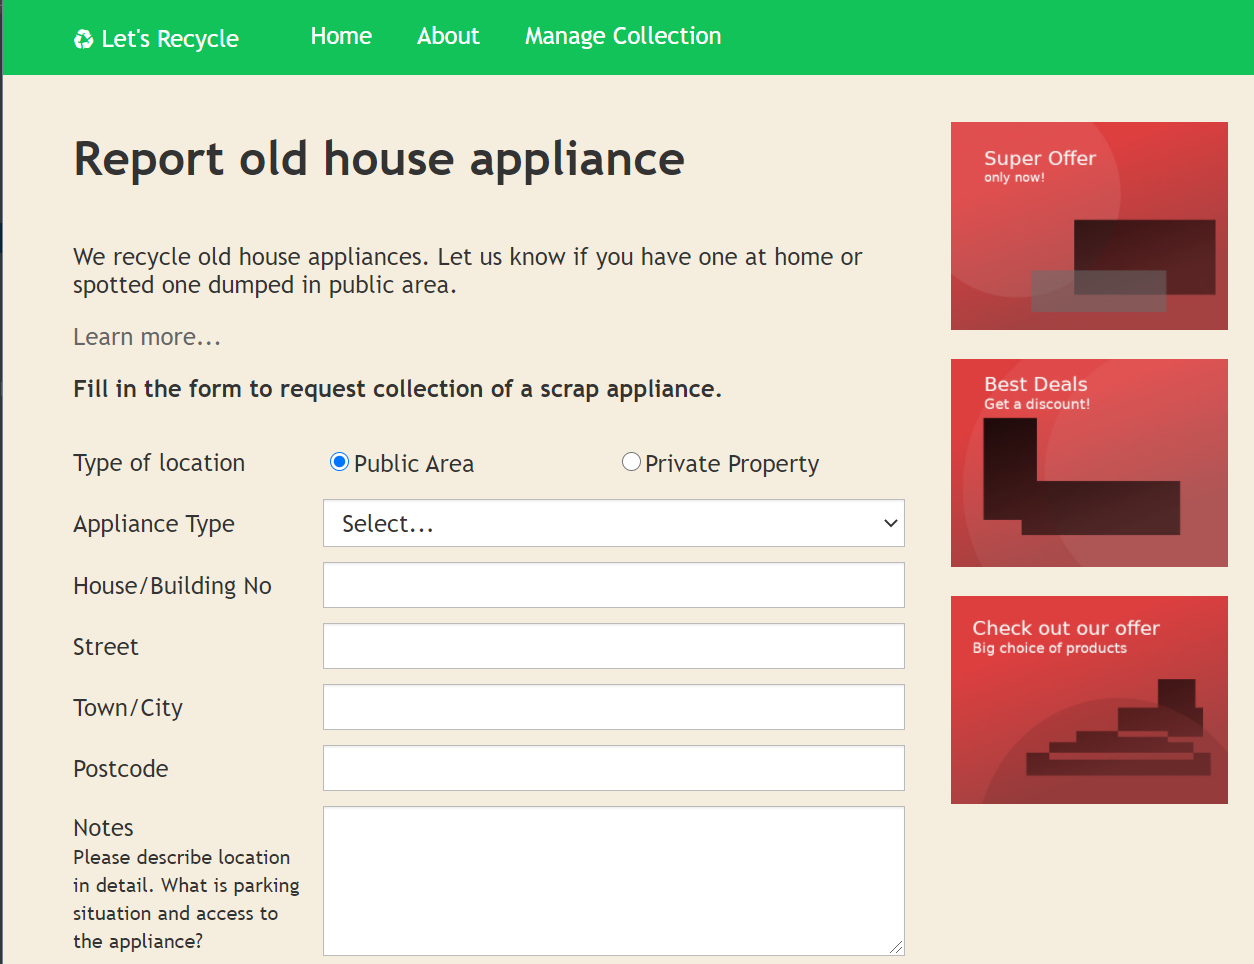 ♻ Let's Recycle Home About Manage Collection
Report old house appliance
We recycle old house appliances. Let us know if you have one at home or
spotted one dumped in public area.
Learn more...
Fill in the form to request collection of a scrap appliance.
Type of location Public Area Private Property
Appliance Type Select...
House/Building No
Street
Town/City
Postcode
Notes
Please describe location
in detail. What is parking
situation and access to
the appliance?
Super Offer
only now!
Best Deals
Get a discount!
Check out our offer
Big choice of products